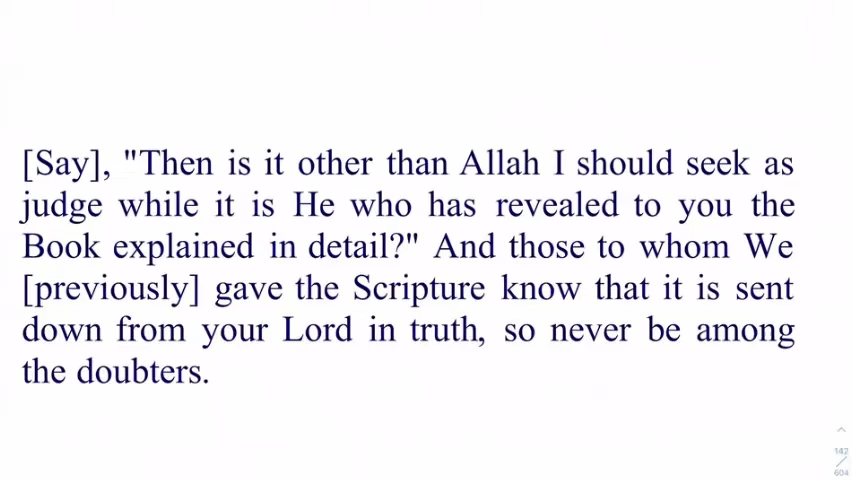 [Say], "Then is it other than Allah I should seek as
judge while it is He who has revealed to you the
Book explained in detail?" And those to whom We
[previously] gave the Scripture know that it is sent
down from your Lord in truth, so never be among
the doubters.
142
/
604